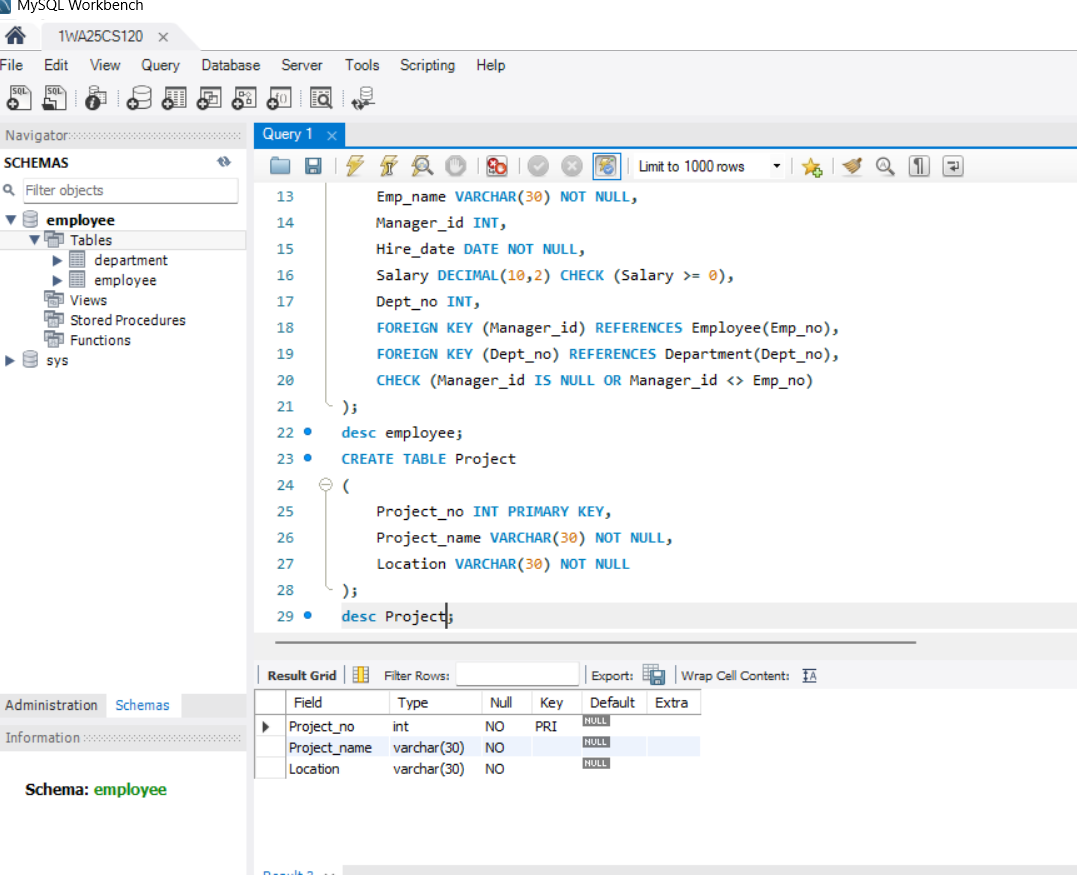 MySQL Workbench
1WA25CS120 ×
File Edit View Query Database Server Tools Scripting Help
Navigator
SCHEMAS
Filter objects
employee
Tables
department
employee
Views
Stored Procedures
Functions
sys
Administration Schemas
Information
Schema: employee
Query 1 ×
Limit to 1000 rows
13 Emp_name VARCHAR(30) NOT NULL,
14 Manager_id INT,
15 Hire_date DATE NOT NULL,
16 Salary DECIMAL(10,2) CHECK (Salary >= 0),
17 Dept_no INT,
18 FOREIGN KEY (Manager_id) REFERENCES Employee(Emp_no),
19 FOREIGN KEY (Dept_no) REFERENCES Department(Dept_no),
20 CHECK (Manager_id IS NULL OR Manager_id <> Emp_no)
21 );
22 desc employee;
23 CREATE TABLE Project
24 (
25 Project_no INT PRIMARY KEY,
26 Project_name VARCHAR(30) NOT NULL,
27 Location VARCHAR(30) NOT NULL
28 );
29 desc Project;
Result Grid Filter Rows: Export: Wrap Cell Content:
Field Type Null Key Default Extra
Project_no int NO PRI NULL
Project_name varchar(30) NO NULL
Location varchar(30) NO NULL